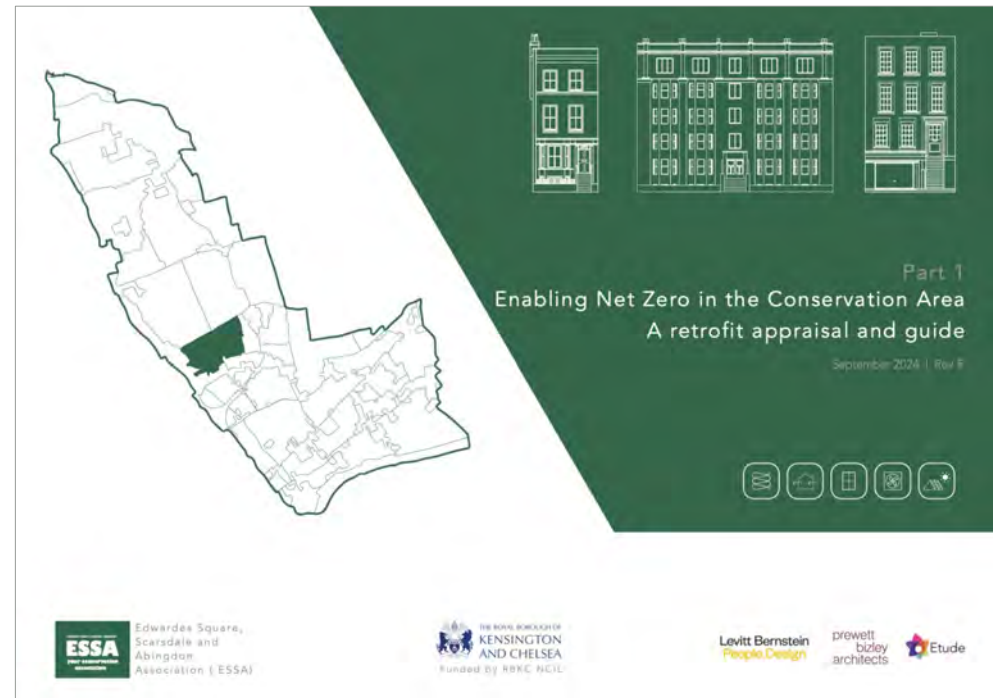 Part 1
Enabling Net Zero in the Conservation Area
A retrofit appraisal and guide
September 2024 | Rev
ESSA
Edwardes Square,
Scarsdale and
Abingdon
Association ( ESSA)
THE ROYAL BOROUGH OF
KENSINGTON
AND CHELSEA
Funded by RBKC NCIL
Levitt Bernstein
People.Design
prewett
bizley
architects
Etude